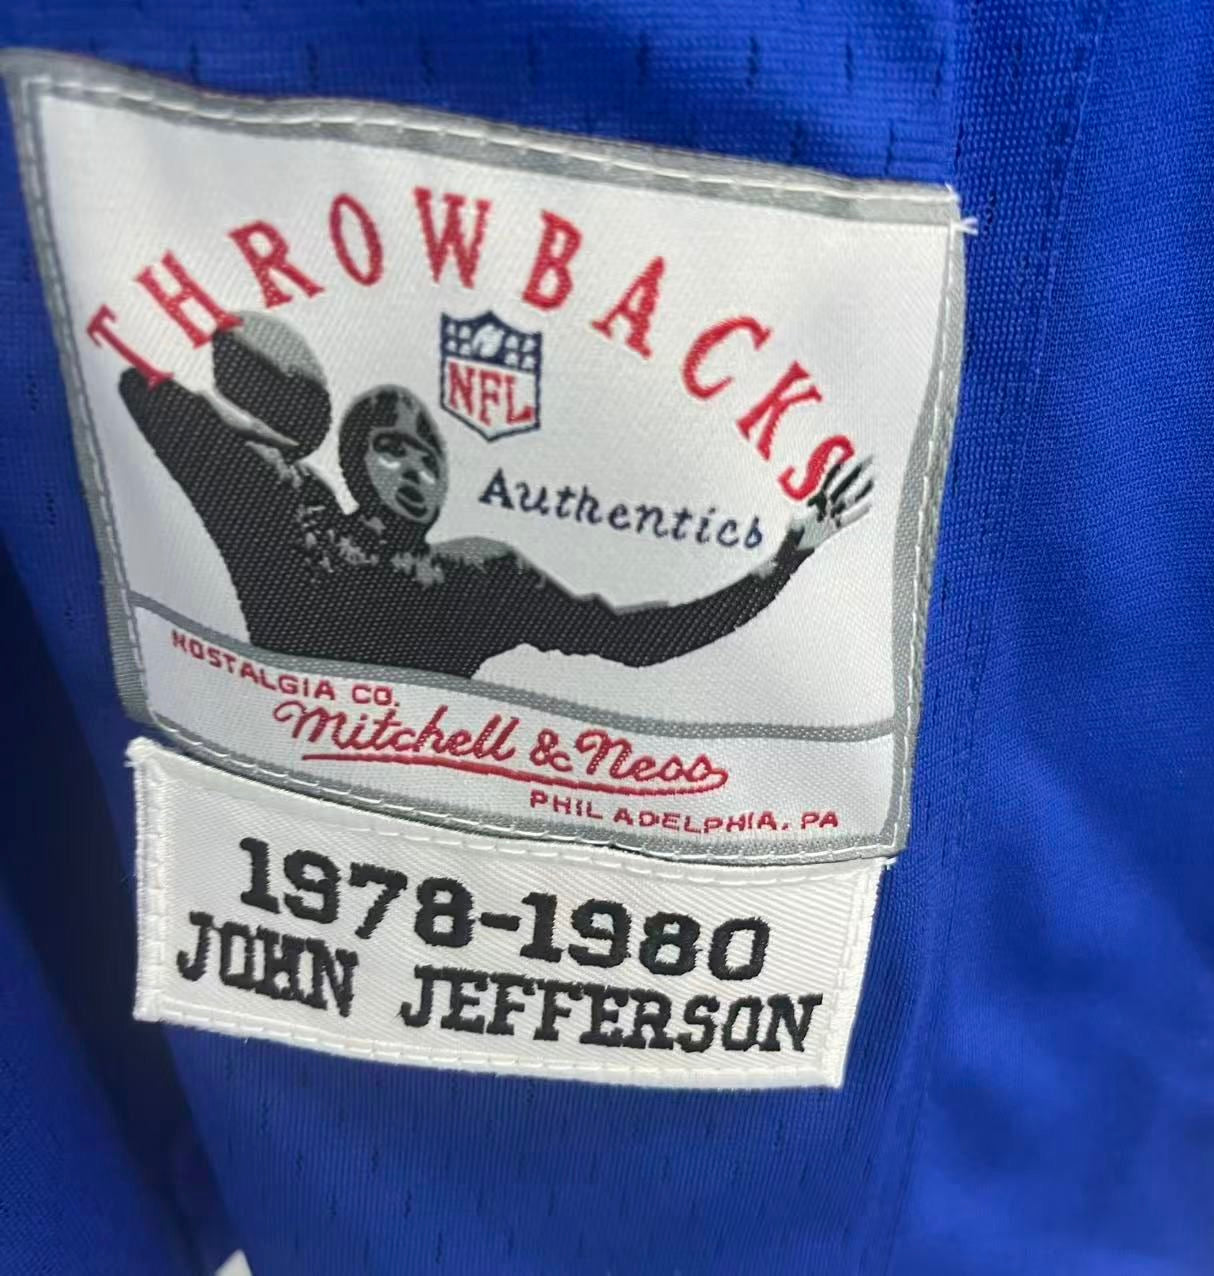 THROWBACKS
NFL
Authentics
NOSTALGIA CO.
Mitchell & Ness
PHILADELPHIA, PA
1978-1980
JOHN JEFFERSON